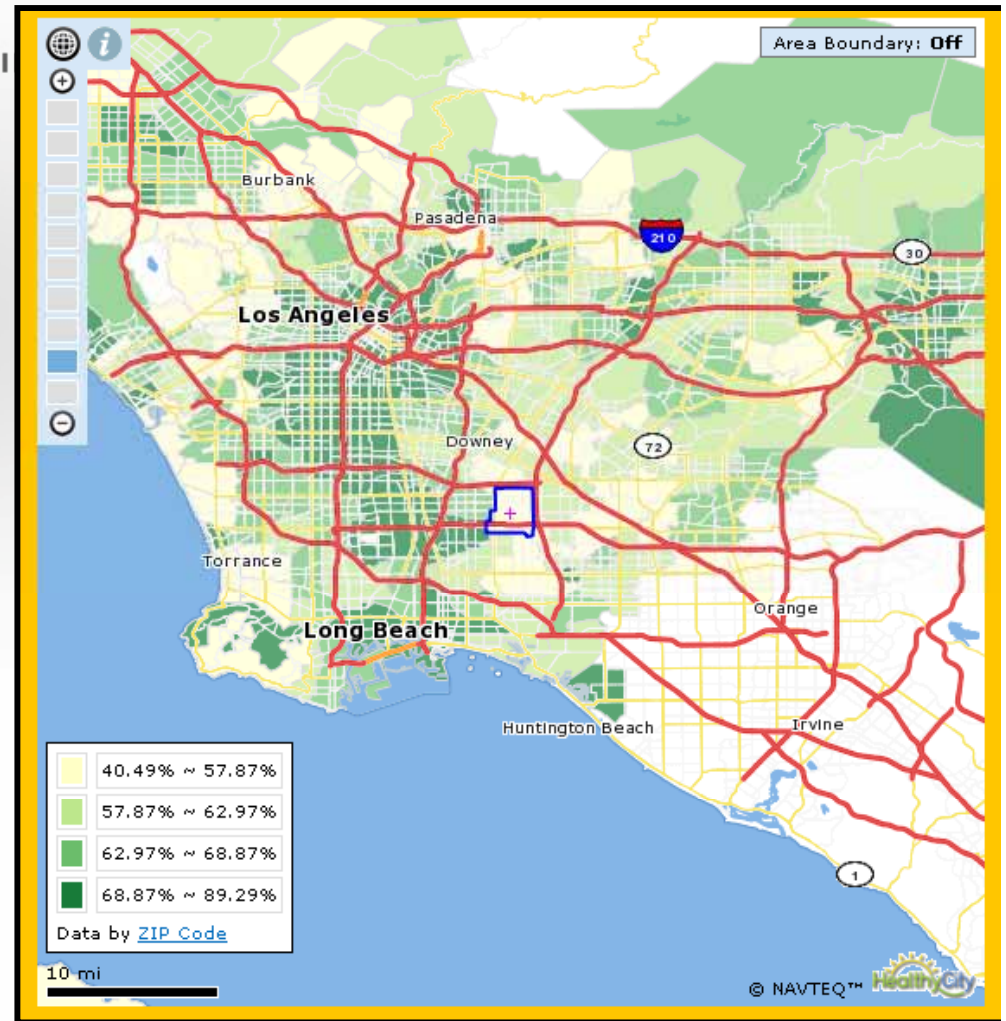 i
Area Boundary: Off
Burbank
Pasadena
210
30
Los Angeles
Downey
72
Torrance
Orange
Long Beach
Huntington Beach
Irvine
40.49% ~ 57.87%
57.87% ~ 62.97%
62.97% ~ 68.87%
68.87% ~ 89.29%
Data by ZIP Code
1
10 mi
© NAVTEQ™ HealthyCity